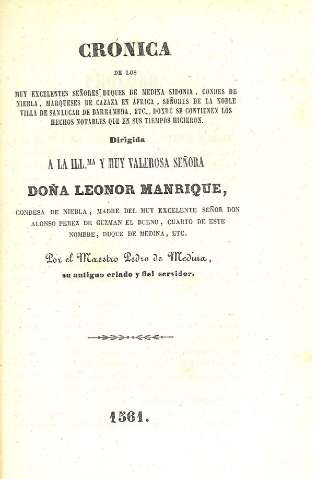 CRÓNICA
DE LOS
MUY EXCELENTES SEÑORES DUQUES DE MEDINA SIDONIA, CONDES DE
NIEBLA, MARQUESES DE CAZAZA EN ÁFRICA, SEÑORES DE LA NOBLE
VILLA DE SANLUCAR DE BARRAMEDA, ETC., DONDE SE CONTIENEN LOS
HECHOS NOTABLES QUE EN SUS TIEMPOS HICIERON.
Dirigida
A LA ILL.MA Y MUY VALEROSA SEÑORA
DOÑA LEONOR MANRIQUE,
CONDESA DE NIEBLA, MADRE DEL MUY EXCELENTE SEÑOR DON
ALONSO PEREZ DE GUZMAN EL BUENO, CUARTO DE ESTE
NOMBRE, DUQUE DE MEDINA, ETC.
Por el Maestro Pedro de Medina,
su antiguo criado y fiel servidor.
1561.